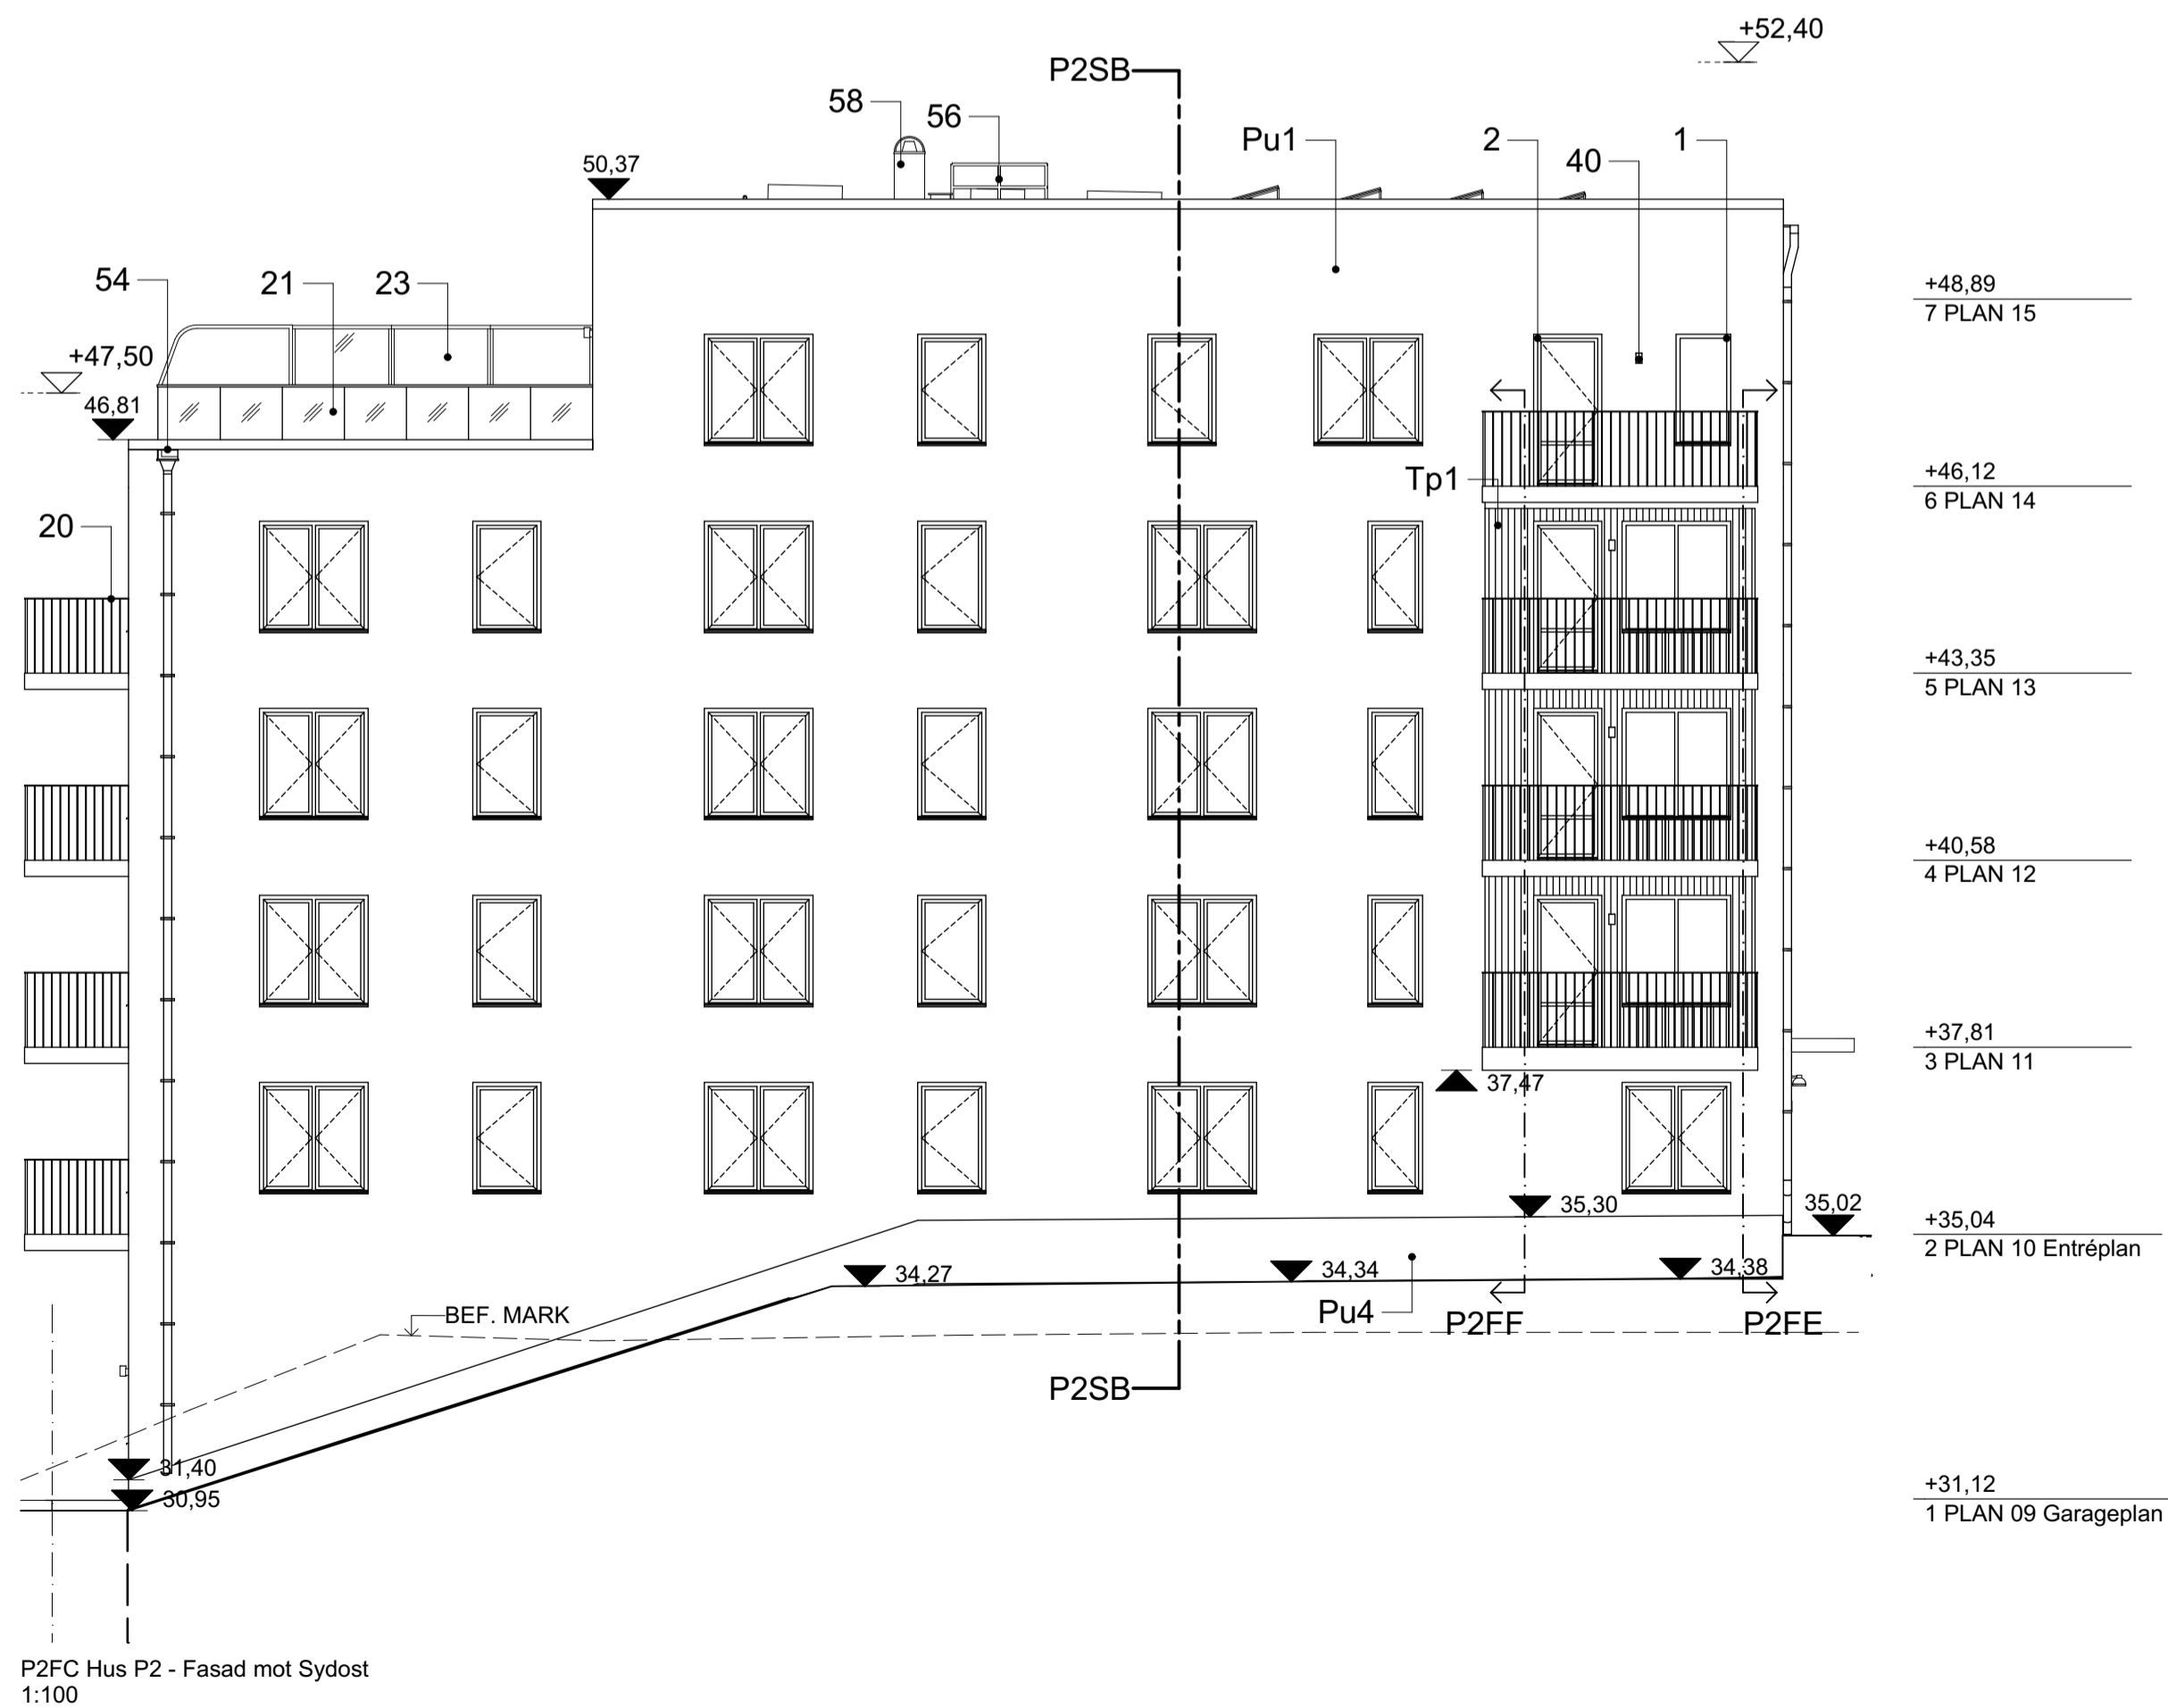 +52,40
P2SB
58
56
Pu1
2
40
1
50,37
54
21
23
+48,89
7 PLAN 15
+47,50
46,81
Tp1
+46,12
6 PLAN 14
20
+43,35
5 PLAN 13
+40,58
4 PLAN 12
+37,81
3 PLAN 11
37,47
35,30
35,02
+35,04
2 PLAN 10 Entréplan
34,27
34,34
34,38
BEF. MARK
Pu4
P2FF
P2FE
P2SB
31,40
30,95
+31,12
1 PLAN 09 Garageplan
P2FC Hus P2 - Fasad mot Sydost
1:100